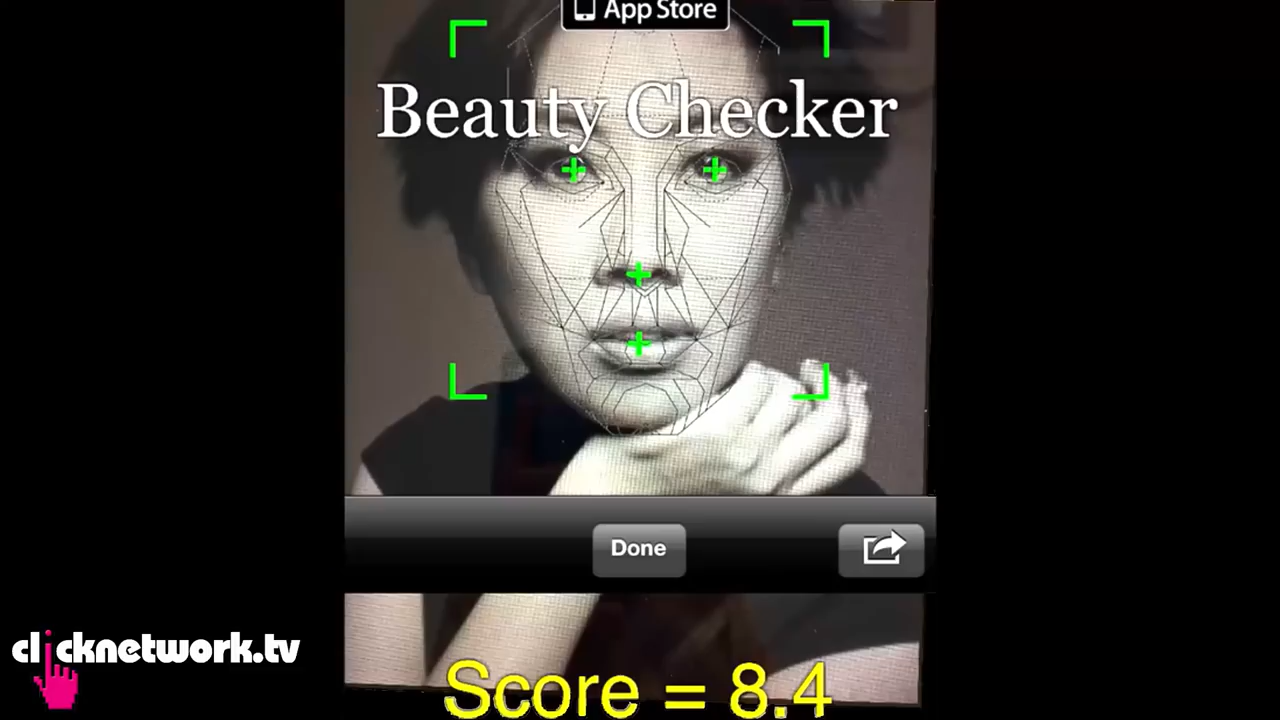 App Store
Beauty Checker
Done
clicknetwork.tv
Score = 8.4